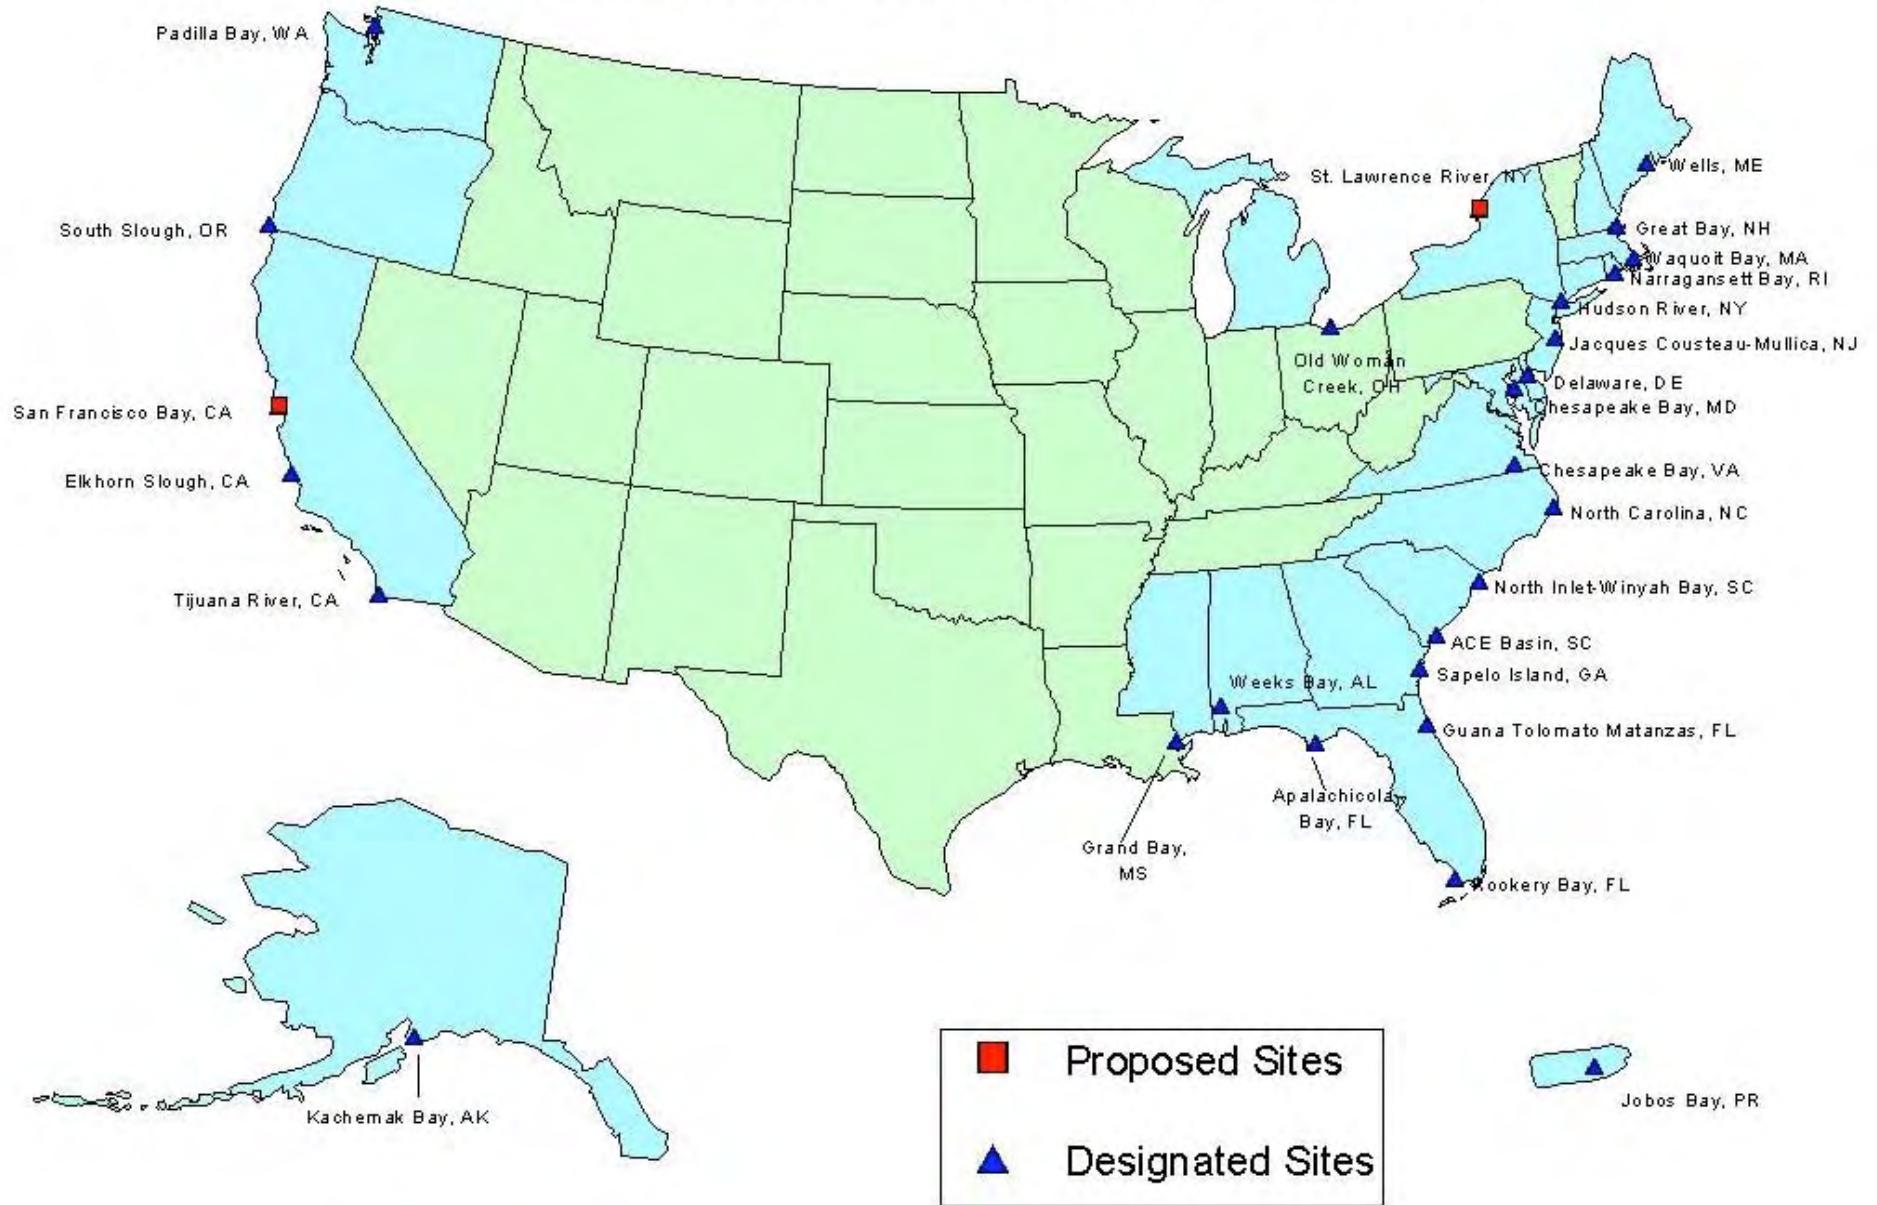 Padilla Bay, WA
South Slough, OR
San Francisco Bay, CA
Elkhorn Slough, CA
Tijuana River, CA
St. Lawrence River, NY
Wells, ME
Great Bay, NH
Waquoit Bay, MA
Narragansett Bay, RI
Hudson River, NY
Jacques Cousteau-Mullica, NJ
Old Woman
Creek, OH
Delaware, DE
Chesapeake Bay, MD
Chesapeake Bay, VA
North Carolina, NC
North Inlet-Winyah Bay, SC
ACE Basin, SC
Sapelo Island, GA
Weeks Bay, AL
Guana Tolomato Matanzas, FL
Apalachicola
Bay, FL
Grand Bay,
MS
Rookery Bay, FL
Kachemak Bay, AK
Jobos Bay, PR
Proposed Sites
Designated Sites